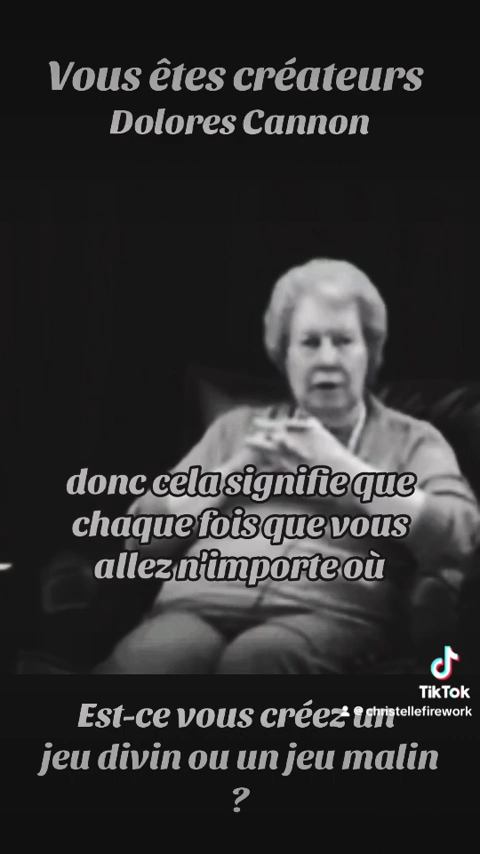 Vous êtes créateurs
Dolores Cannon
donc cela signifie que
chaque fois que vous
allez n'importe où
TikTok
@christellefirework
Est-ce vous créez un
jeu divin ou un jeu malin
?